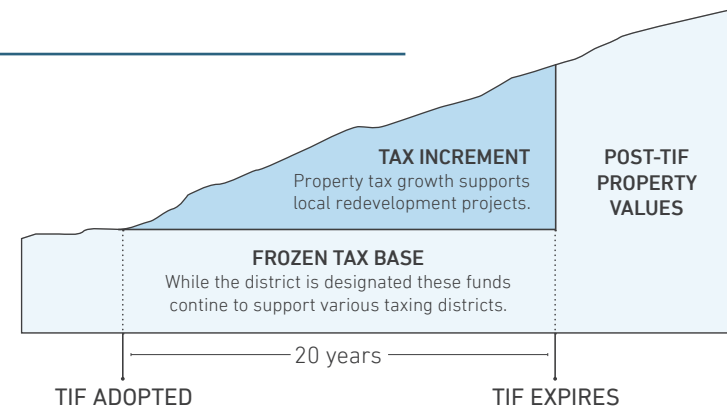 TAX INCREMENT
Property tax growth supports
local redevelopment projects.
POST-TIF
PROPERTY
VALUES
FROZEN TAX BASE
While the district is designated these funds
contine to support various taxing districts.
20 years
TIF ADOPTED
TIF EXPIRES